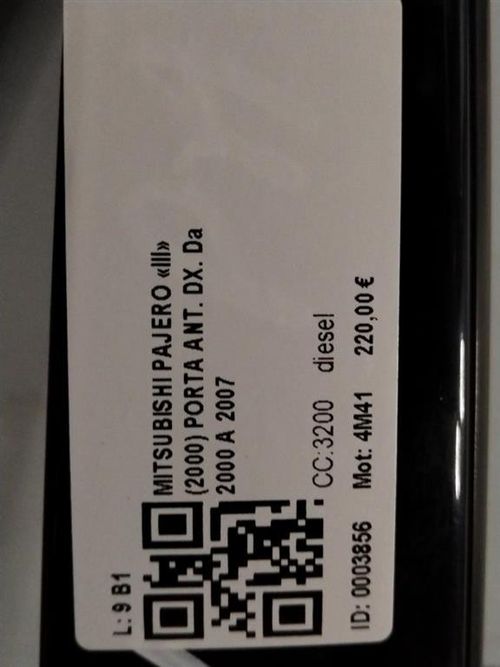 L: 9 B1
MITSUBISHI PAJERO «III»
(2000) PORTA ANT. DX. Da
2000 A 2007
CC:3200 diesel
ID: 0003856 Mot: 4M41 220,00 €